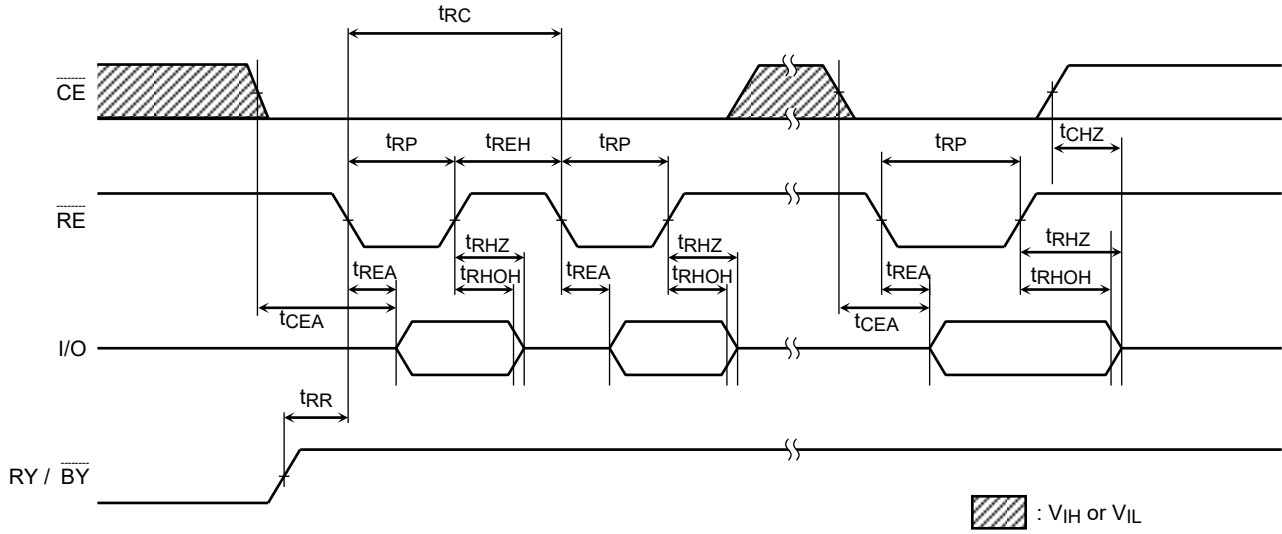 tRC
CE
tRP
tREH
tRP
tRP
tCHZ
RE
tRHZ
tRHZ
tRHZ
tREA
tRHOH
tREA
tRHOH
tREA
tRHOH
tCEA
tCEA
I/O
tRR
RY / BY
: VIH or VIL